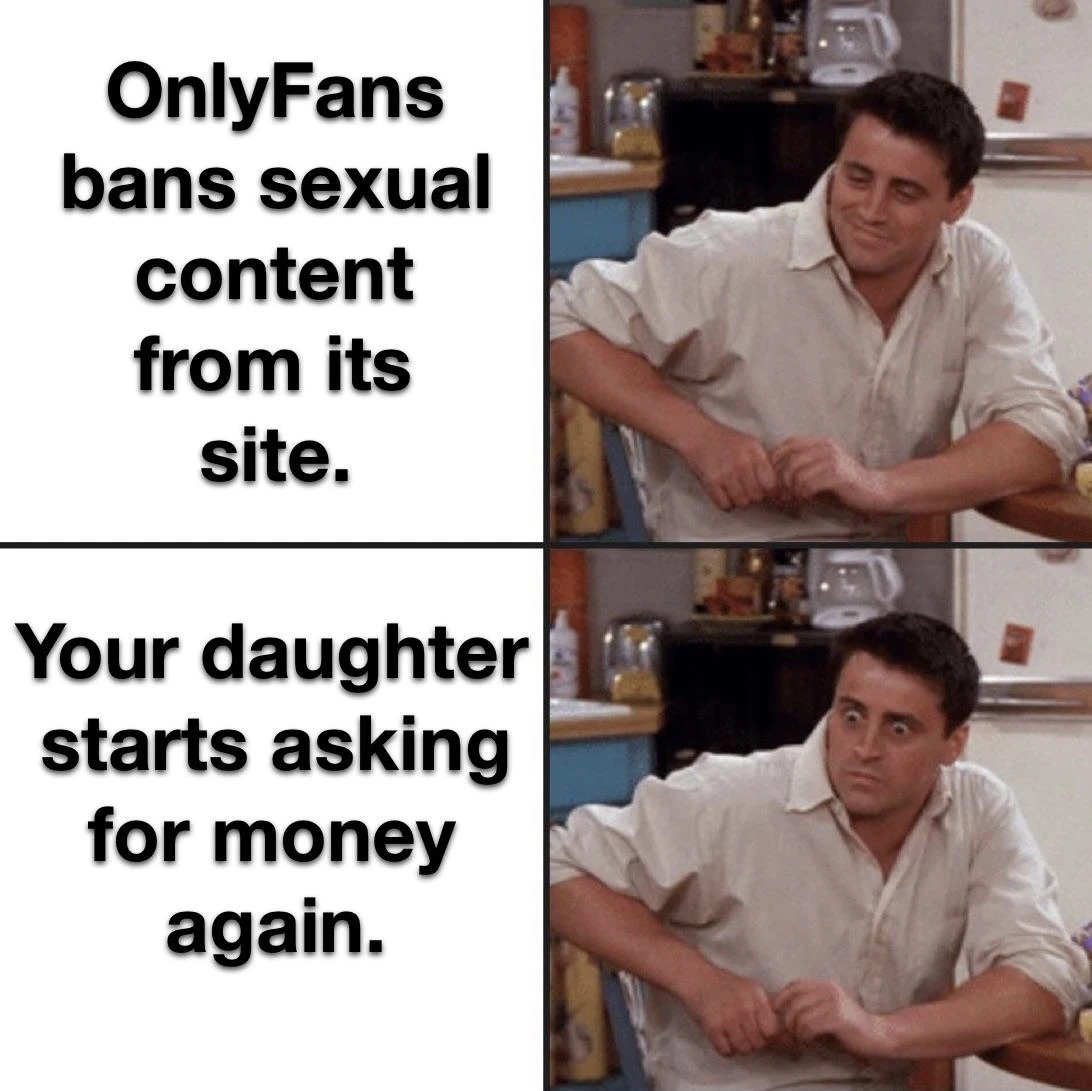 OnlyFans
bans sexual
content
from its
site.
Your daughter
starts asking
for money
again.